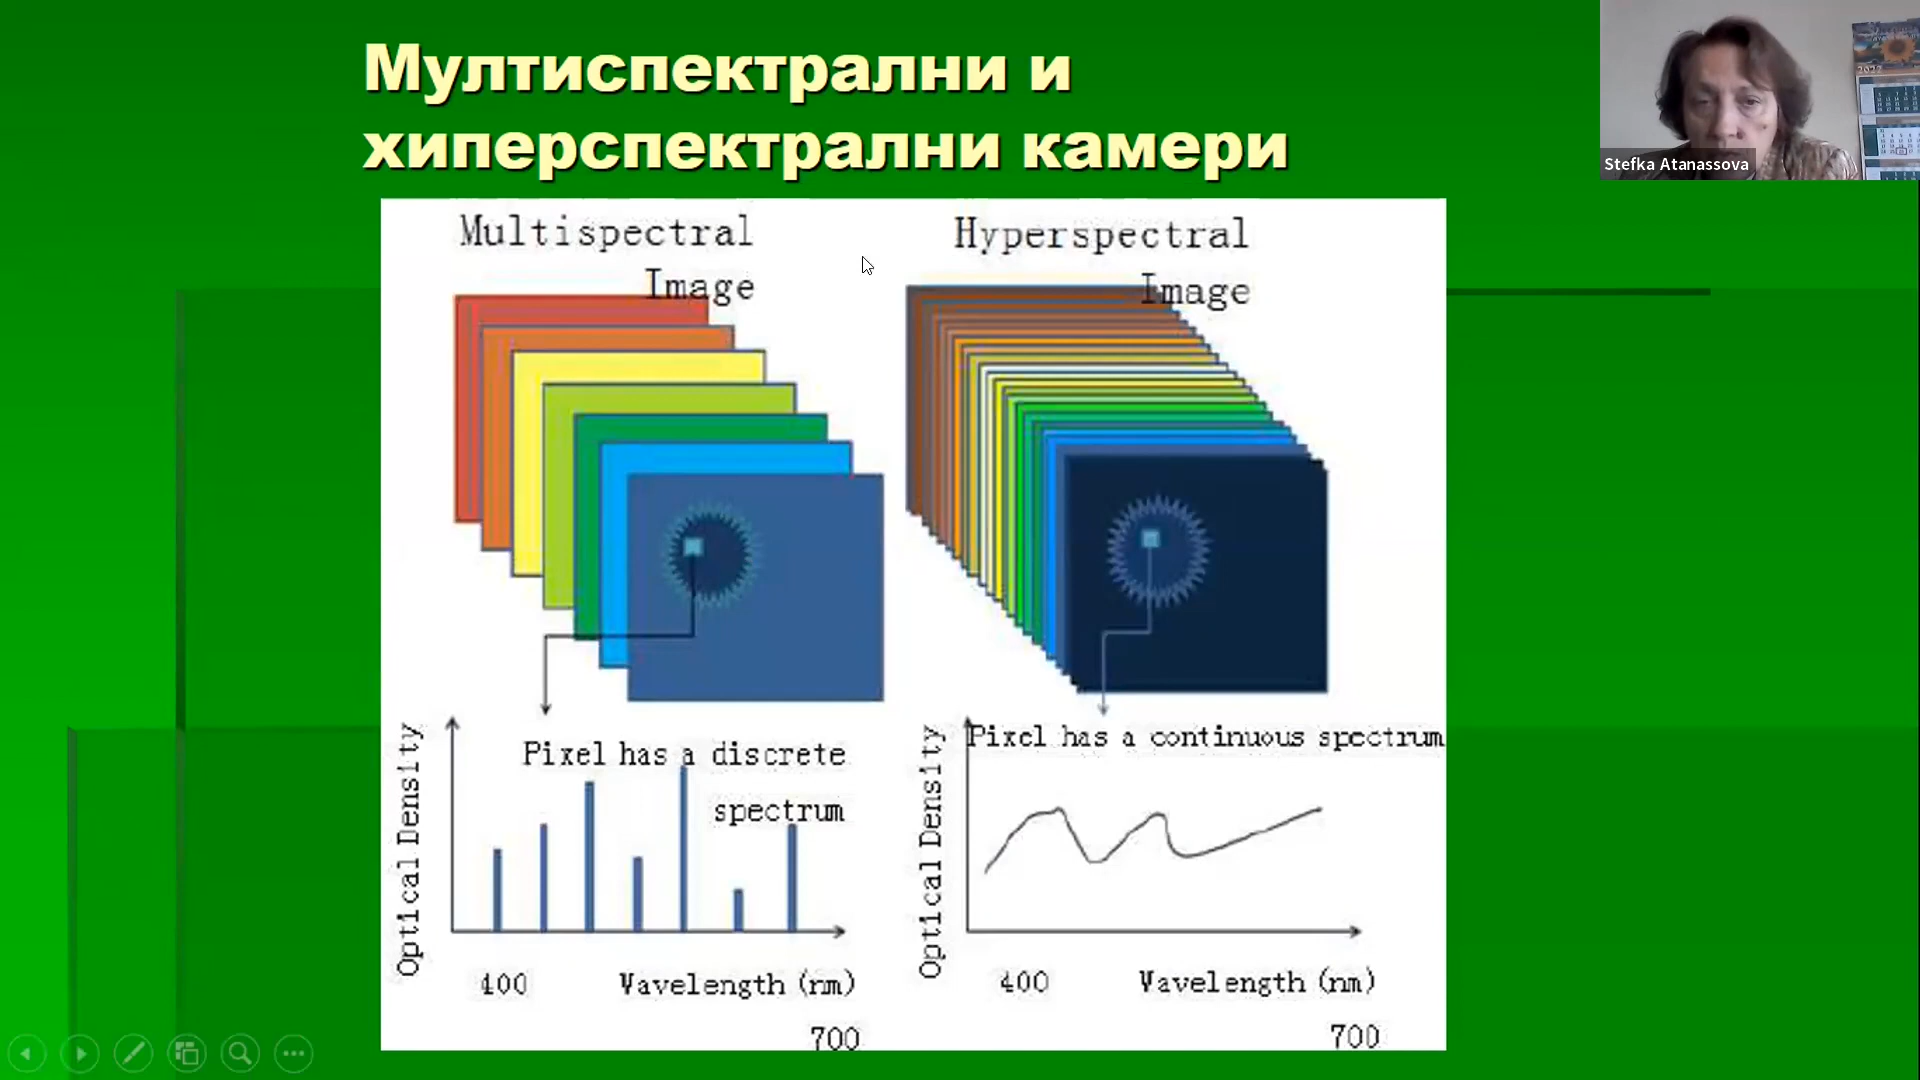 Мултиспектрални и
хиперспектрални камери
Stefka Atanassova
2022
Multispectral
Image
Hyperspectral
Image
Optical Density
Pixel has a discrete
spectrum
400
Wavelength (nm)
700
Optical Density
Pixel has a continuous spectrum
400
Wavelength (nm)
700